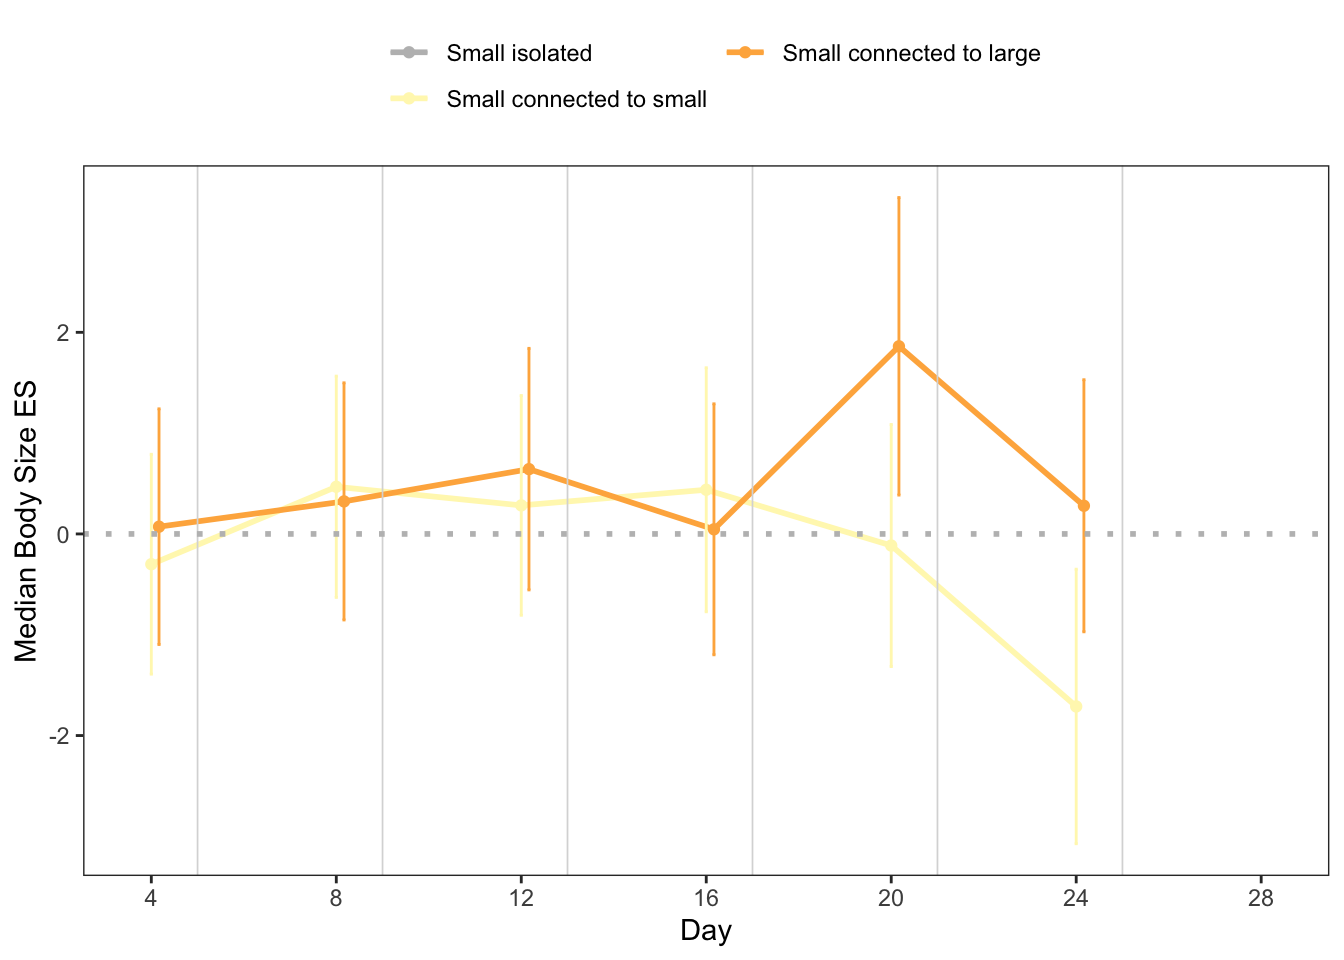 Small isolated
Small connected to large
Small connected to small
Median Body Size ES
2
0
-2
4 8 12 16 20 24 28
Day